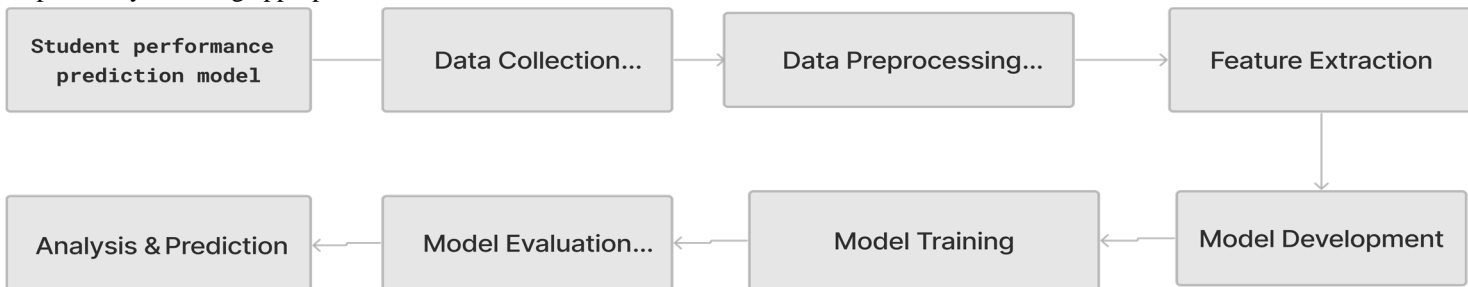 Student performance
prediction model
Data Collection...
Data Preprocessing...
Feature Extraction
Model Development
Model Training
Model Evaluation...
Analysis & Prediction